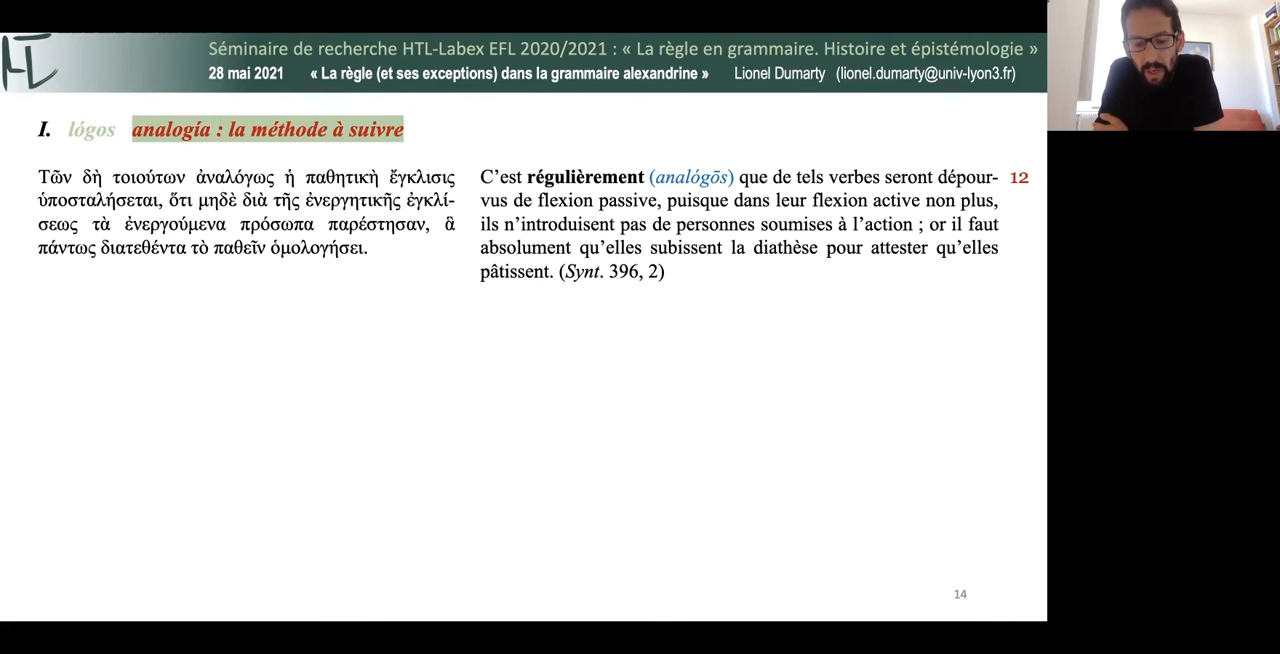 HTL
Séminaire de recherche HTL-Labex EFL 2020/2021 : « La règle en grammaire. Histoire et épistémologie »
28 mai 2021 « La règle (et ses exceptions) dans la grammaire alexandrine » Lionel Dumarty (lionel.dumarty@univ-lyon3.fr)
I. lógos analogía : la méthode à suivre
Τῶν δὴ τοιούτων ἀναλόγως ἡ παθητικὴ ἔγκλισις
ὑποσταλήσεται, ὅτι μηδὲ διὰ τῆς ἐνεργητικῆς ἐγκλί-
σεως τὰ ἐνεργούμενα πρόσωπα παρέστησαν, ἃ
πάντως διατεθέντα τὸ παθεῖν ὁμολογήσει.
C’est régulièrement (analógōs) que de tels verbes seront dépour-
vus de flexion passive, puisque dans leur flexion active non plus,
ils n’introduisent pas de personnes soumises à l’action ; or il faut
absolument qu’elles subissent la diathèse pour attester qu’elles
pâtissent. (Synt. 396, 2)
12
14